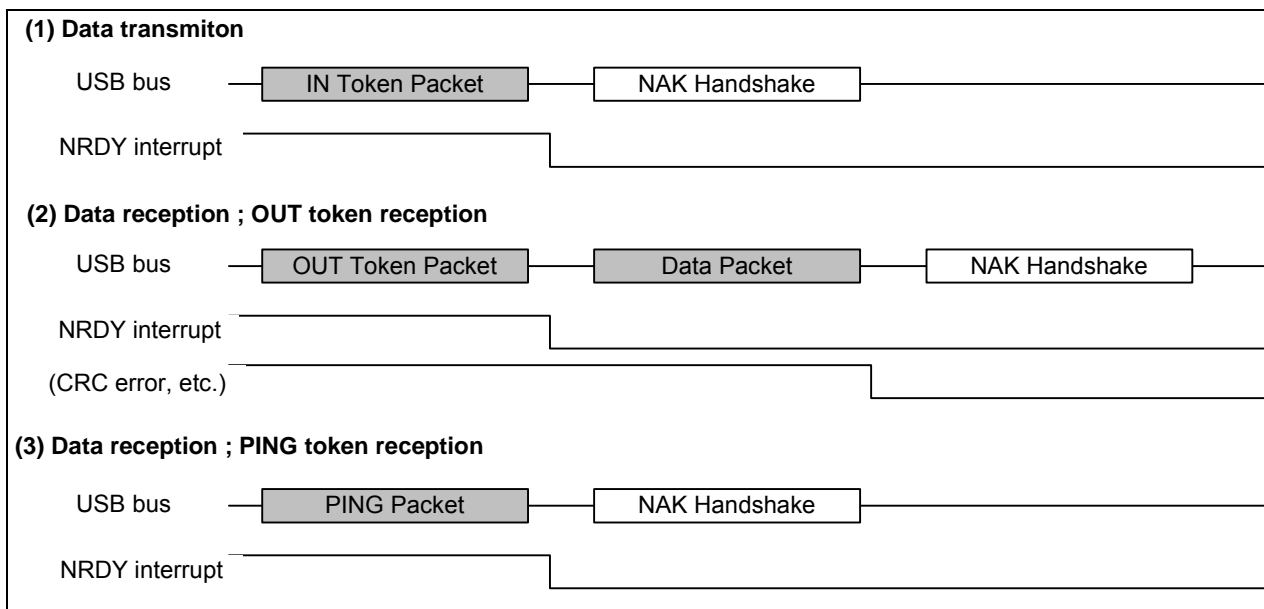 (1) Data transmiton
USB bus IN Token Packet NAK Handshake
NRDY interrupt
(2) Data reception ; OUT token reception
USB bus OUT Token Packet Data Packet NAK Handshake
NRDY interrupt
(CRC error, etc.)
(3) Data reception ; PING token reception
USB bus PING Packet NAK Handshake
NRDY interrupt